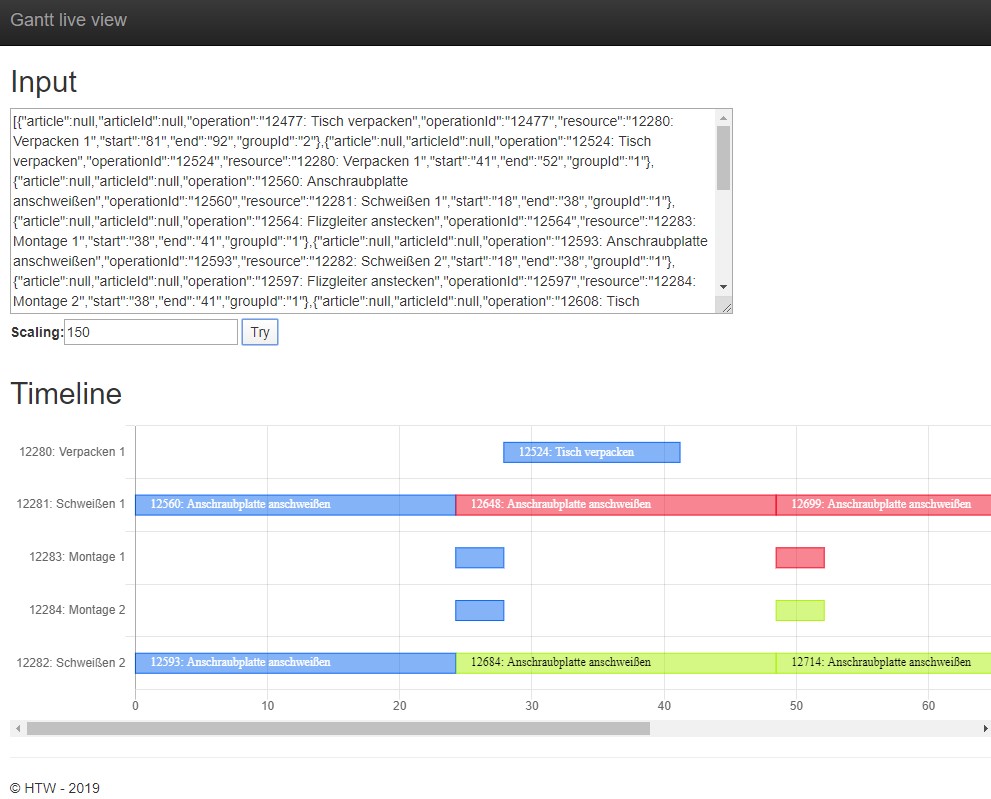 Gantt live view
Input
[{"article":null,"articleId":null,"operation":"12477: Tisch verpacken","operationId":"12477","resource":"12280:
Verpacken 1","start":"81","end":"92","groupId":"2"},{"article":null,"articleId":null,"operation":"12524: Tisch
verpacken","operationId":"12524","resource":"12280: Verpacken 1","start":"41","end":"52","groupId":"1"},
{"article":null,"articleId":null,"operation":"12560: Anschraubplatte
anschweißen","operationId":"12560","resource":"12281: Schweißen 1","start":"18","end":"38","groupId":"1"},
{"article":null,"articleId":null,"operation":"12564: Flizgleiter anstecken","operationId":"12564","resource":"12283:
Montage 1","start":"38","end":"41","groupId":"1"},{"article":null,"articleId":null,"operation":"12593: Anschraubplatte
anschweißen","operationId":"12593","resource":"12282: Schweißen 2","start":"18","end":"38","groupId":"1"},
{"article":null,"articleId":null,"operation":"12597: Flizgleiter anstecken","operationId":"12597","resource":"12284:
Montage 2","start":"38","end":"41","groupId":"1"},{"article":null,"articleId":null,"operation":"12608: Tisch
Scaling: 150 Try
Timeline
12280: Verpacken 1 12524: Tisch verpacken
12281: Schweißen 1 12560: Anschraubplatte anschweißen 12648: Anschraubplatte anschweißen 12699: Anschraubplatte anschweißen
12283: Montage 1
12284: Montage 2
12282: Schweißen 2 12593: Anschraubplatte anschweißen 12684: Anschraubplatte anschweißen 12714: Anschraubplatte anschweißen
0 10 20 30 40 50 60
© HTW - 2019